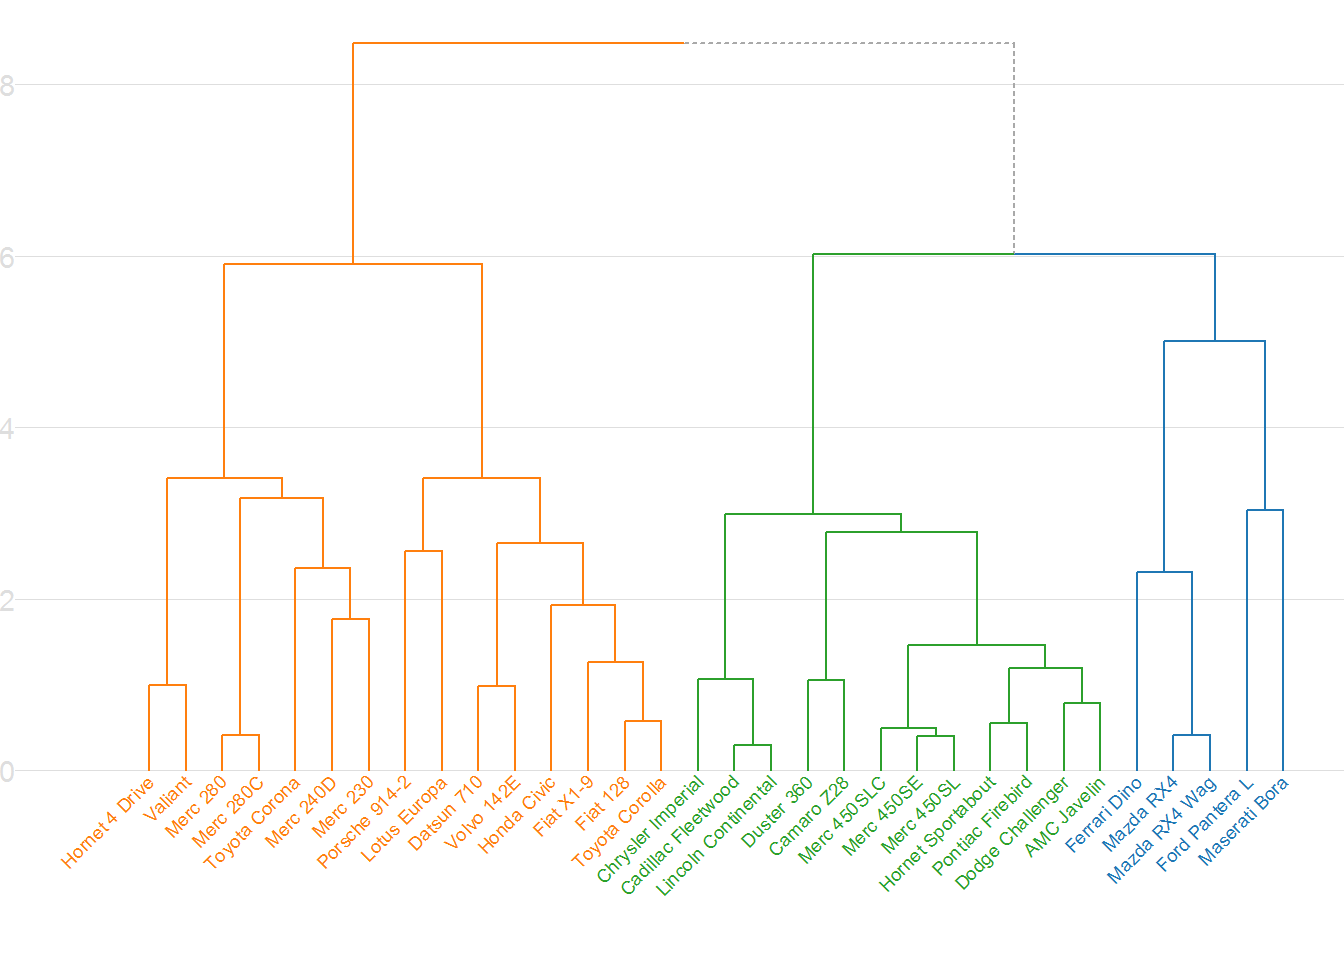 8
6
4
2
0
Hornet 4 Drive
Valiant
Merc 280
Merc 280C
Toyota Corona
Merc 240D
Merc 230
Porsche 914-2
Lotus Europa
Datsun 710
Volvo 142E
Honda Civic
Fiat X1-9
Fiat 128
Toyota Corolla
Chrysler Imperial
Cadillac Fleetwood
Lincoln Continental
Duster 360
Camaro Z28
Merc 450SLC
Merc 450SE
Merc 450SL
Hornet Sportabout
Pontiac Firebird
Dodge Challenger
AMC Javelin
Ferrari Dino
Mazda RX4
Mazda RX4 Wag
Ford Pantera L
Maserati Bora